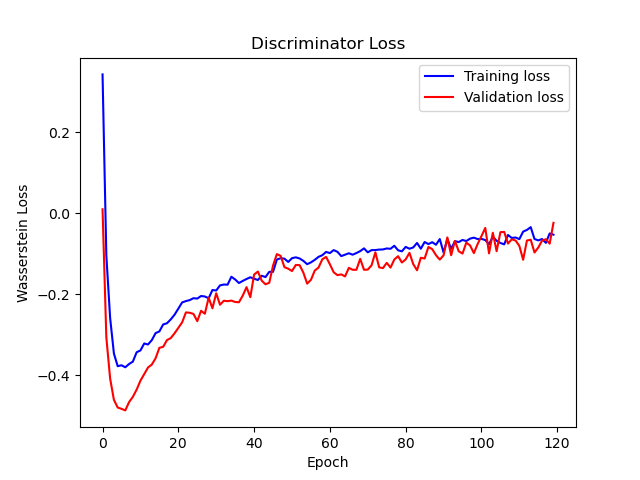 Discriminator Loss
Training loss
Validation loss
Wasserstein Loss
0.2
0.0
−0.2
−0.4
0
20
40
60
80
100
120
Epoch